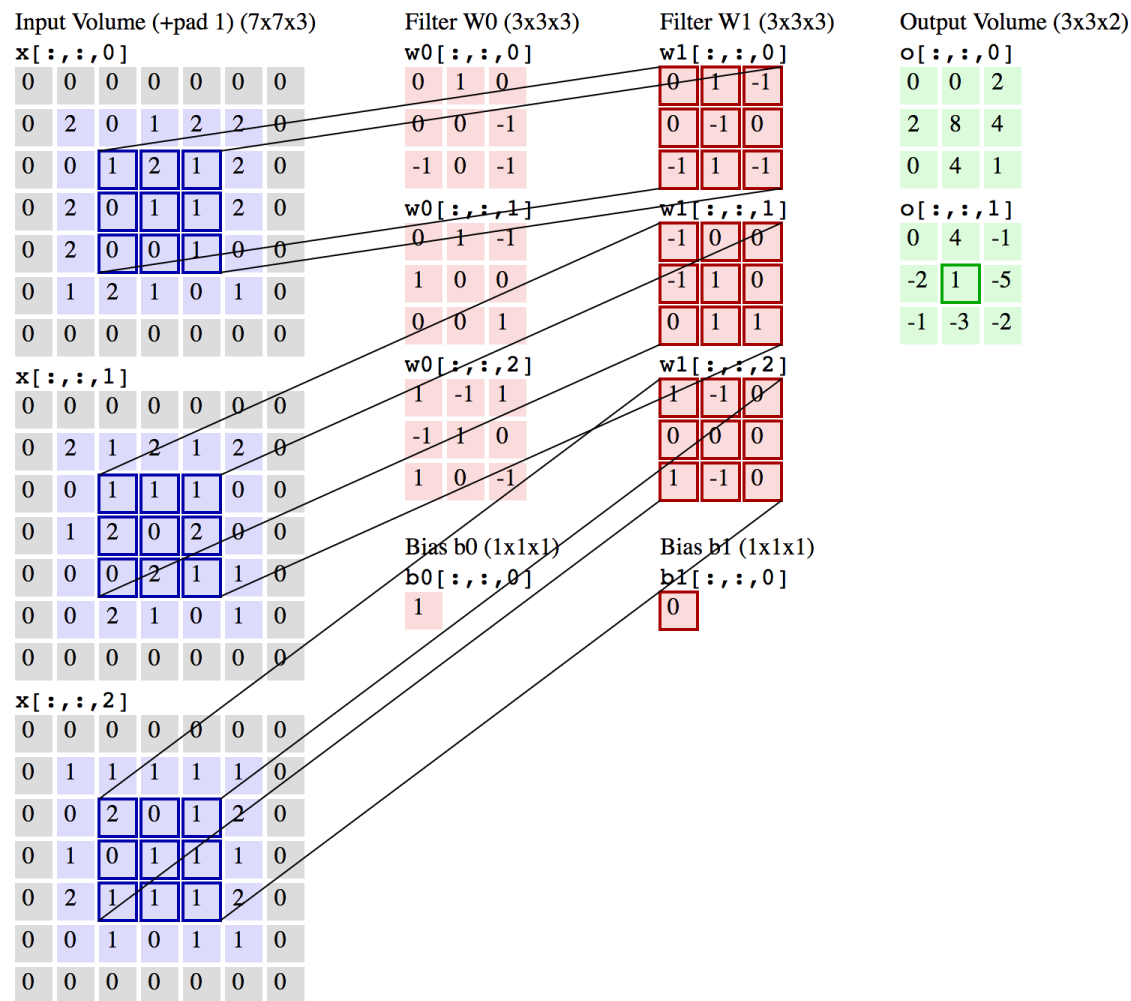 Input Volume (+pad 1) (7x7x3)
x[:,:,0]
0 0 0 0 0 0 0
0 2 0 1 2 2 0
0 0 1 2 1 2 0
0 2 0 1 1 2 0
0 2 0 0 1 0 0
0 1 2 1 0 1 0
0 0 0 0 0 0 0
x[:,:,1]
0 0 0 0 0 0 0
0 2 1 2 1 2 0
0 0 1 1 1 0 0
0 1 2 0 2 0 0
0 0 0 2 1 1 0
0 0 2 1 0 1 0
0 0 0 0 0 0 0
x[:,:,2]
0 0 0 0 0 0 0
0 1 1 1 1 1 0
0 0 2 0 1 2 0
0 1 0 1 1 1 0
0 2 1 1 1 2 0
0 0 1 0 1 1 0
0 0 0 0 0 0 0
Filter W0 (3x3x3)
w0[:,:,0]
0 1 0
0 0 -1
-1 0 -1
w0[:,:,1]
0 1 -1
1 0 0
0 0 1
w0[:,:,2]
1 -1 1
-1 1 0
1 0 -1
Bias b0 (1x1x1)
b0[:,:,0]
1
Filter W1 (3x3x3)
w1[:,:,0]
0 1 -1
0 -1 0
-1 1 -1
w1[:,:,1]
-1 0 0
-1 1 0
0 1 1
w1[:,:,2]
1 -1 0
0 0 0
1 -1 0
Bias b1 (1x1x1)
b1[:,:,0]
0
Output Volume (3x3x2)
o[:,:,0]
0 0 2
2 8 4
0 4 1
o[:,:,1]
0 4 -1
-2 1 -5
-1 -3 -2